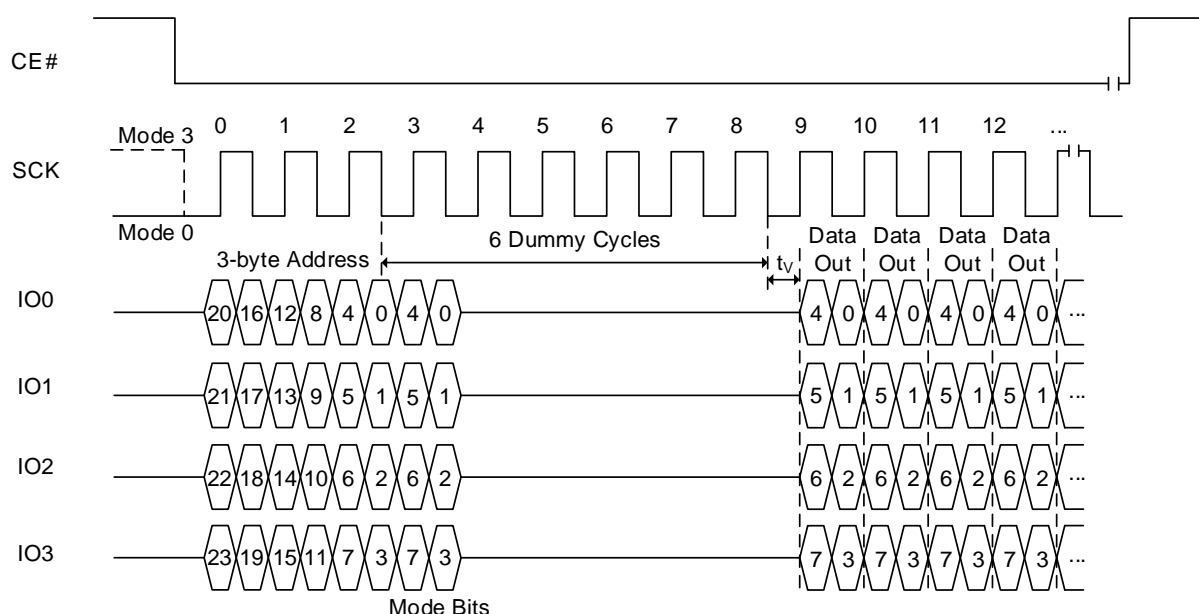 CE#
0 1 2 3 4 5 6 7 8 9 10 11 12 ...
Mode 3
SCK
Mode 0
6 Dummy Cycles
Data Data Data Data
3-byte Address
tV
Out Out Out Out
IO0
20 16 12 8 4 0 4 0 4 0 4 0 4 0 4 0 ...
IO1
21 17 13 9 5 1 5 1 5 1 5 1 5 1 5 1 ...
IO2
22 18 14 10 6 2 6 2 6 2 6 2 6 2 6 2 ...
IO3
23 19 15 11 7 3 7 3 7 3 7 3 7 3 7 3 ...
Mode Bits